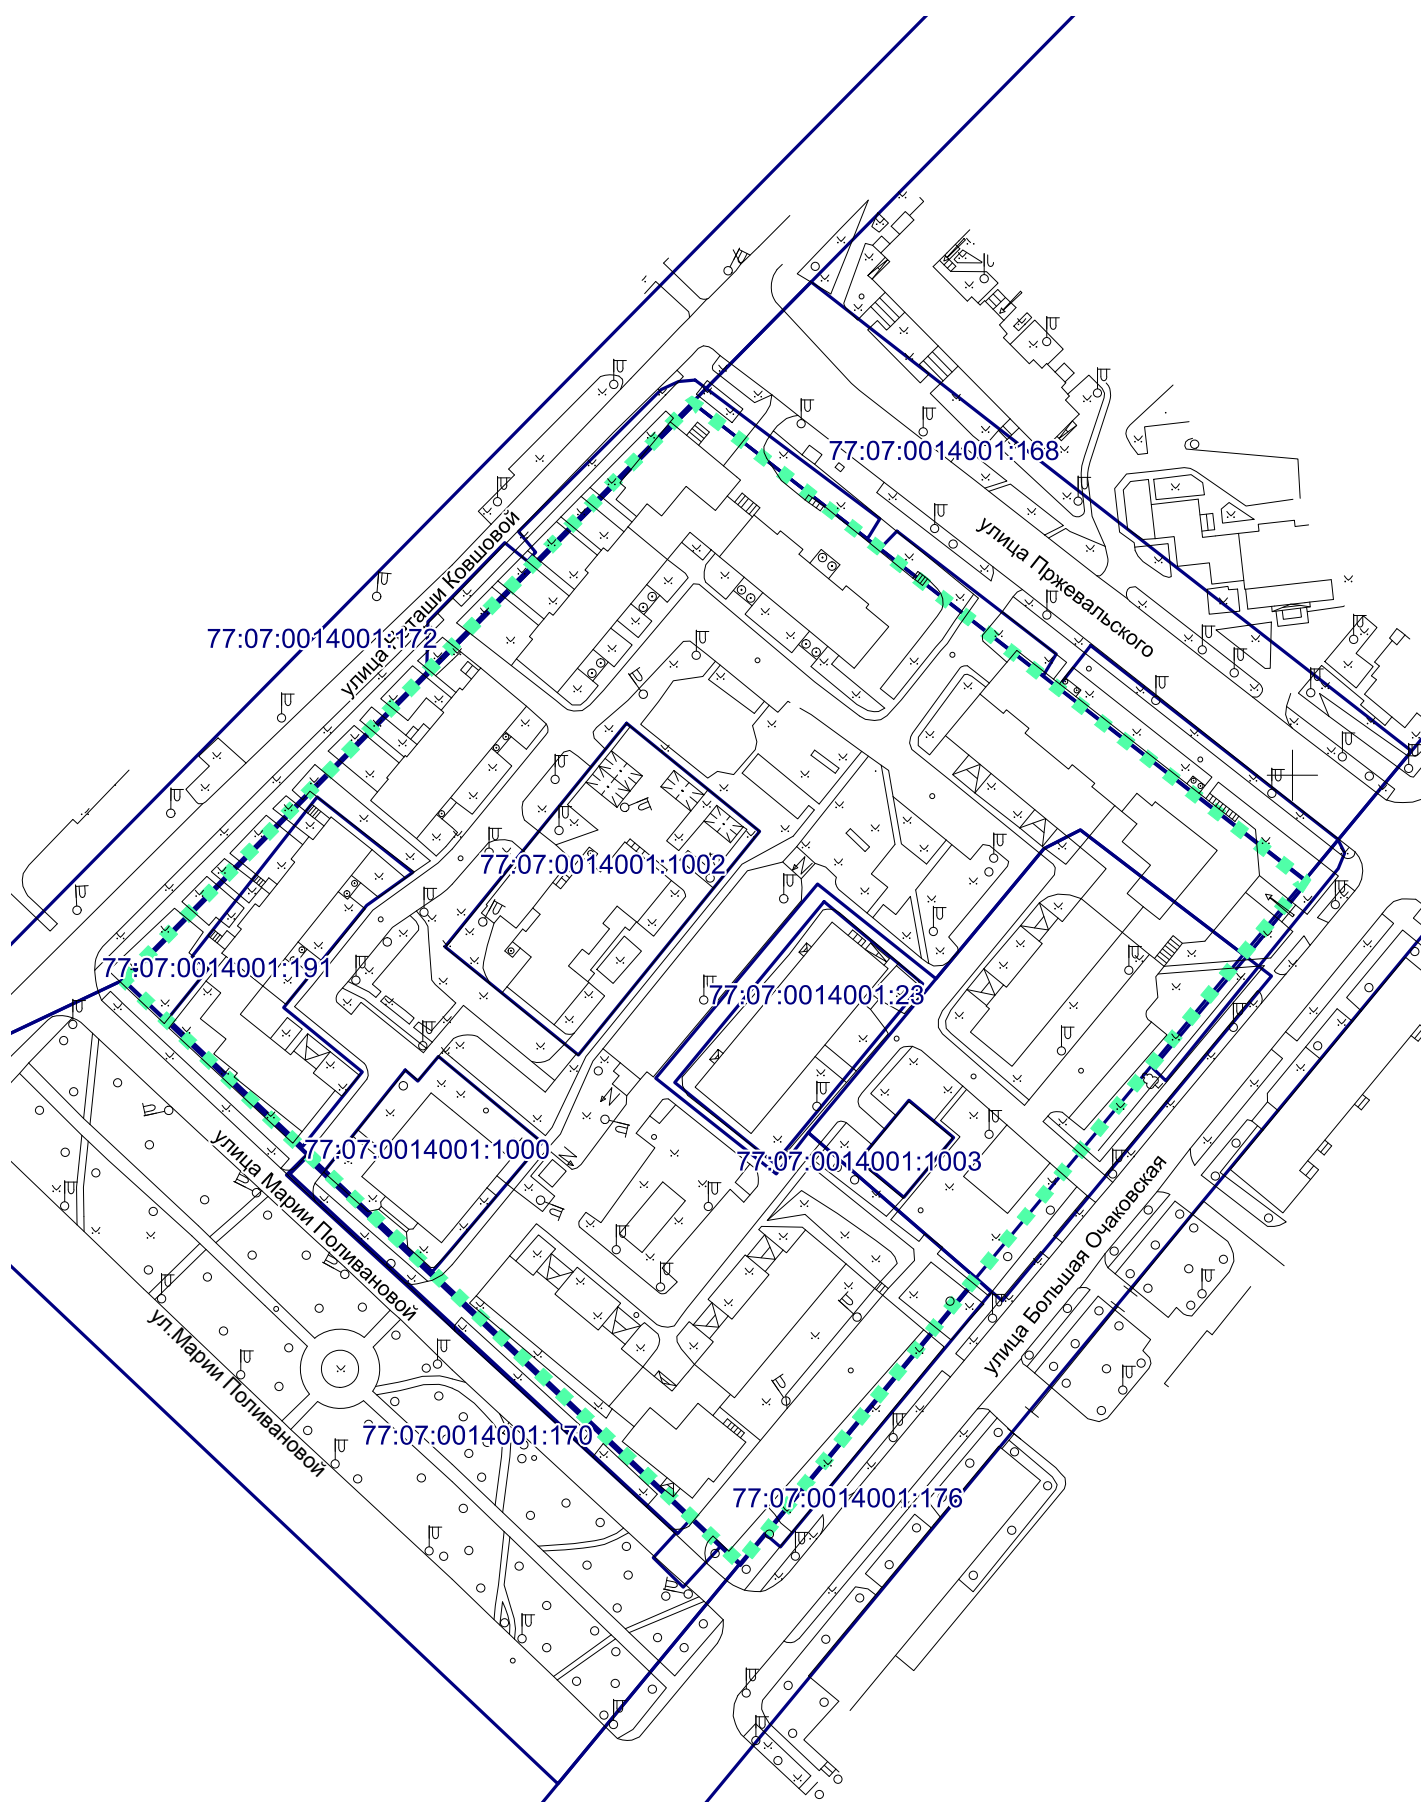 77:07:0014001:168
улица Пржевальского
улица Наташи Ковшовой
77:07:0014001:172
77:07:0014001:1002
77:07:0014001:191
77:07:0014001:23
77:07:0014001:1000
77:07:0014001:1003
улица Марии Поливановой
улица Большая Очаковская
ул.Марии Поливановой
77:07:0014001:170
77:07:0014001:176